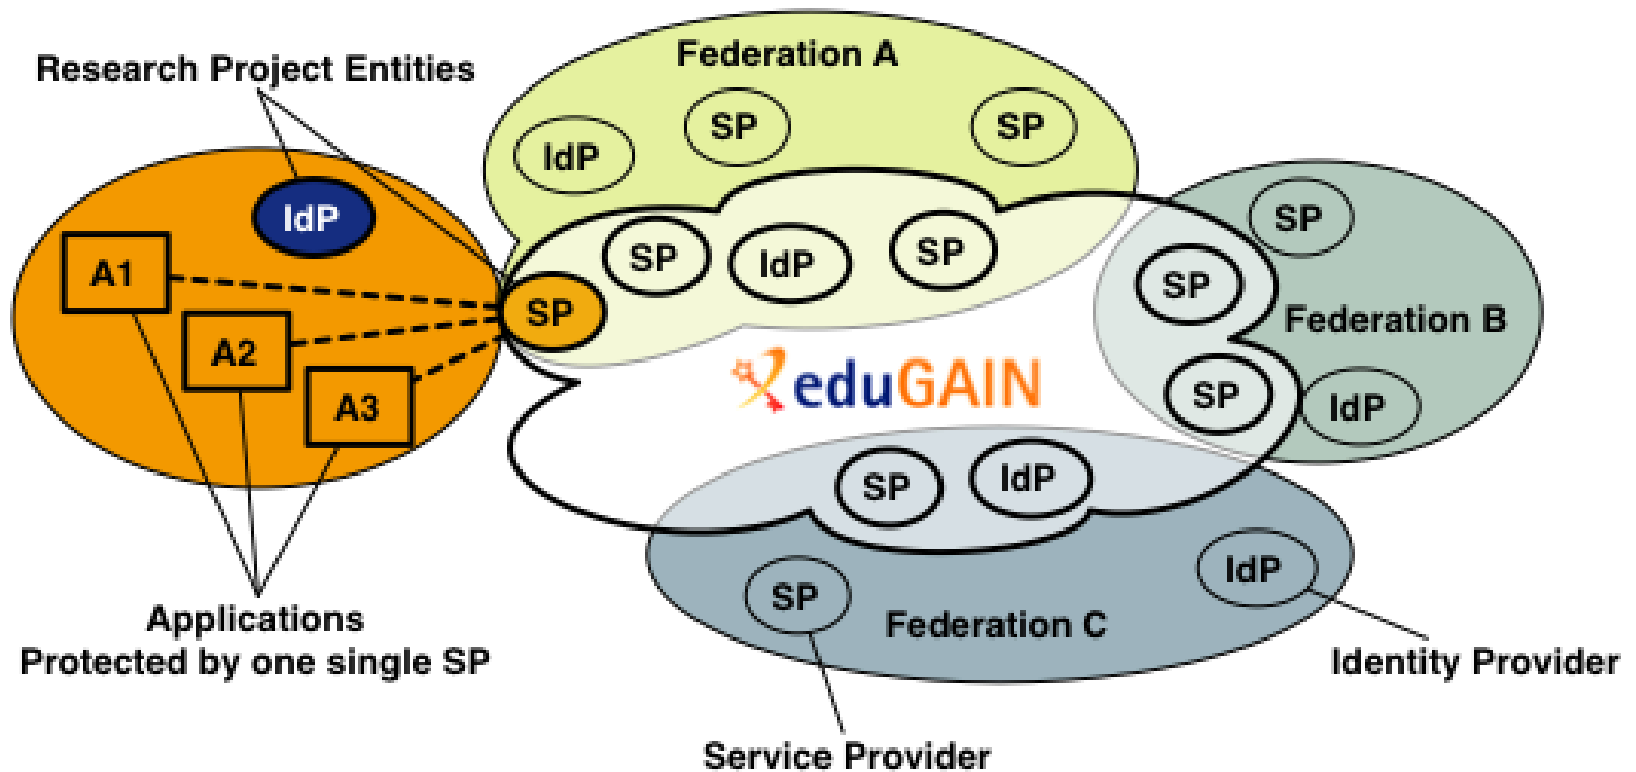 Research Project Entities
Federation A
IdP
SP
SP
IdP
A1
A2
A3
SP
SP
IdP
SP
SP
SP
Federation B
SP
IdP
eduGAIN
SP
IdP
SP
IdP
Federation C
Applications
Protected by one single SP
Identity Provider
Service Provider